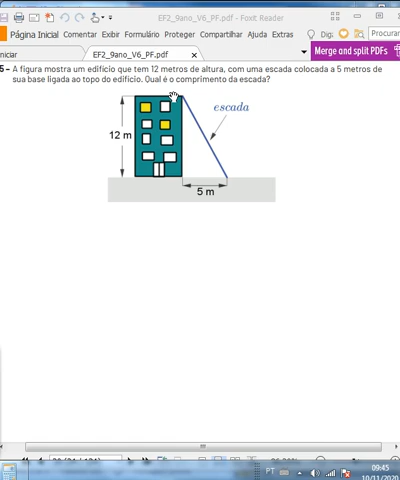 EF2_9ano_V6_PF.pdf - Foxit Reader
Página Inicial Comentar Exibir Formulário Proteger Compartilhar Ajuda Extras Dig: Procurar
niciar EF2_9ano_V6_PF.pdf x Merge and split PDFs
5 – A figura mostra um edifício que tem 12 metros de altura, com uma escada colocada a 5 metros de
sua base ligada ao topo do edifício. Qual é o comprimento da escada?
escada
12 m
5 m
PT 09:45
10/11/2020